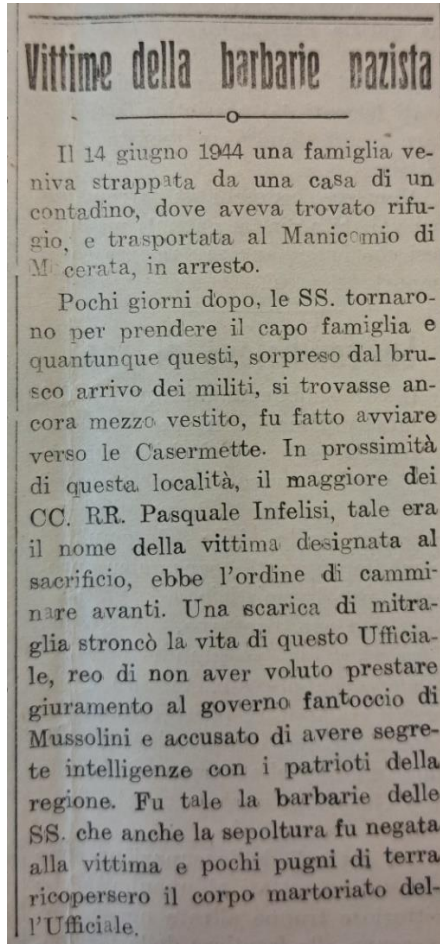 Vittime della barbarie nazista
Il 14 giugno 1944 una famiglia ve-
niva strappata da una casa di un
contadino, dove aveva trovato rifu-
gio, e trasportata al Manicomio di
Macerata, in arresto.
Pochi giorni dopo, le SS. tornaro-
no per prendere il capo famiglia e
quantunque questi, sorpreso dal bru-
sco arrivo dei militi, si trovasse an-
cora mezzo vestito, fu fatto avviare
verso le Casermette. In prossimità
di questa località, il maggiore dei
CC. RR. Pasquale Infelisi, tale era
il nome della vittima designata al
sacrificio, ebbe l'ordine di cammi-
nare avanti. Una scarica di mitra-
glia stroncò la vita di questo Ufficia-
le, reo di non aver voluto prestare
giuramento al governo fantoccio di
Mussolini e accusato di avere segre-
te intelligenze con i patrioti della
regione. Fu tale la barbarie delle
SS. che anche la sepoltura fu negata
alla vittima e pochi pugni di terra
ricopersero il corpo martoriato del-
l'Ufficiale.